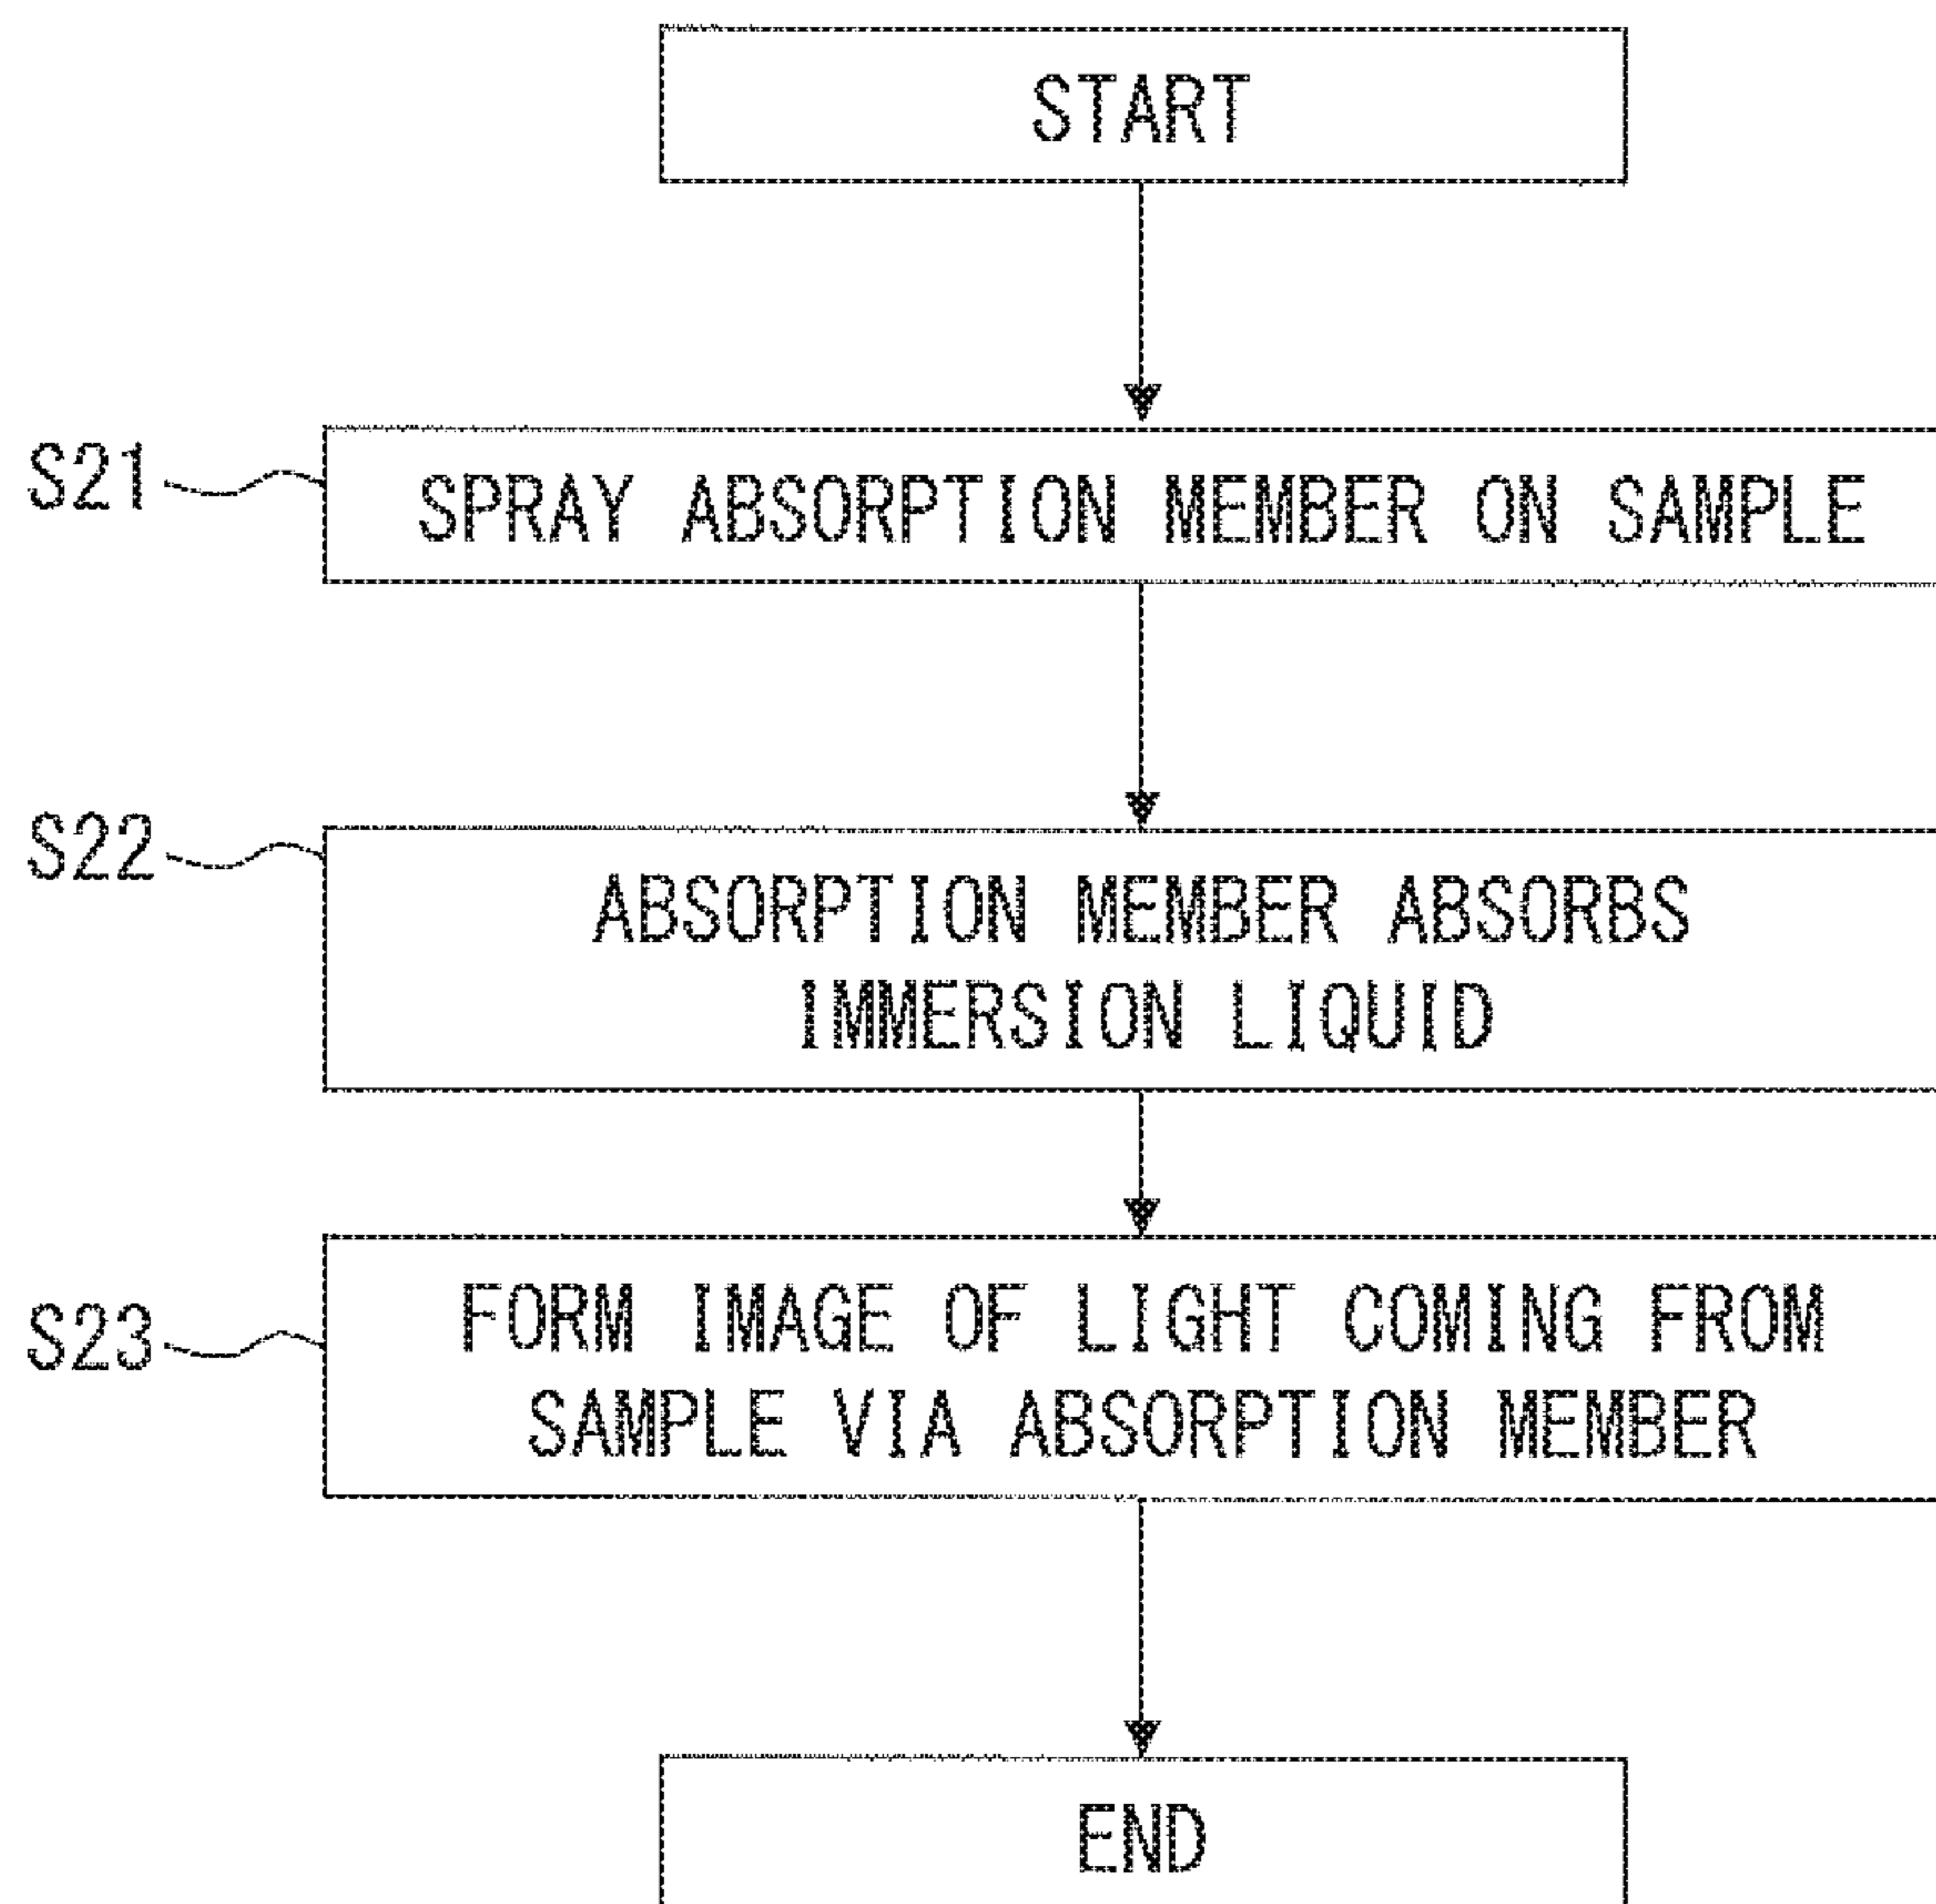 START
S21
SPRAY ABSORPTION MEMBER ON SAMPLE
S22
ABSORPTION MEMBER ABSORBS
IMMERSION LIQUID
S23
FORM IMAGE OF LIGHT COMING FROM
SAMPLE VIA ABSORPTION MEMBER
END